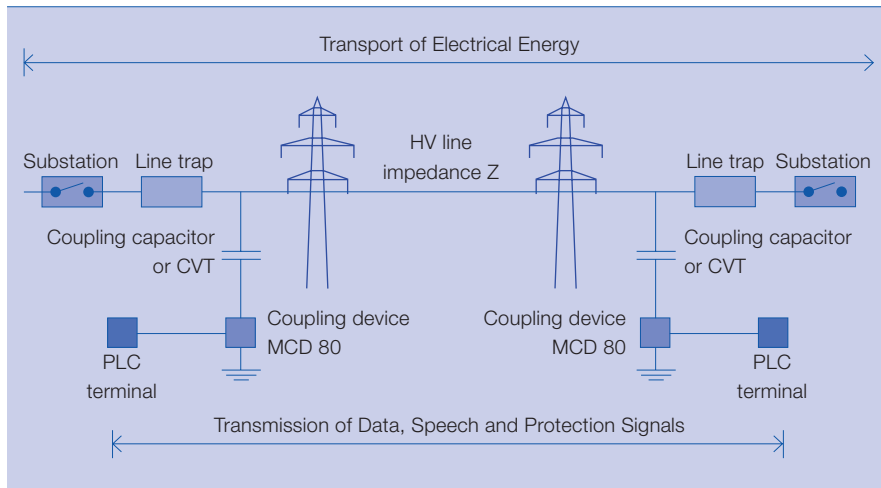 Transport of Electrical Energy
HV line
impedance Z
Substation
Line trap
Line trap
Substation
Coupling capacitor
or CVT
Coupling capacitor
or CVT
Coupling device
MCD 80
Coupling device
MCD 80
PLC
terminal
PLC
terminal
Transmission of Data, Speech and Protection Signals